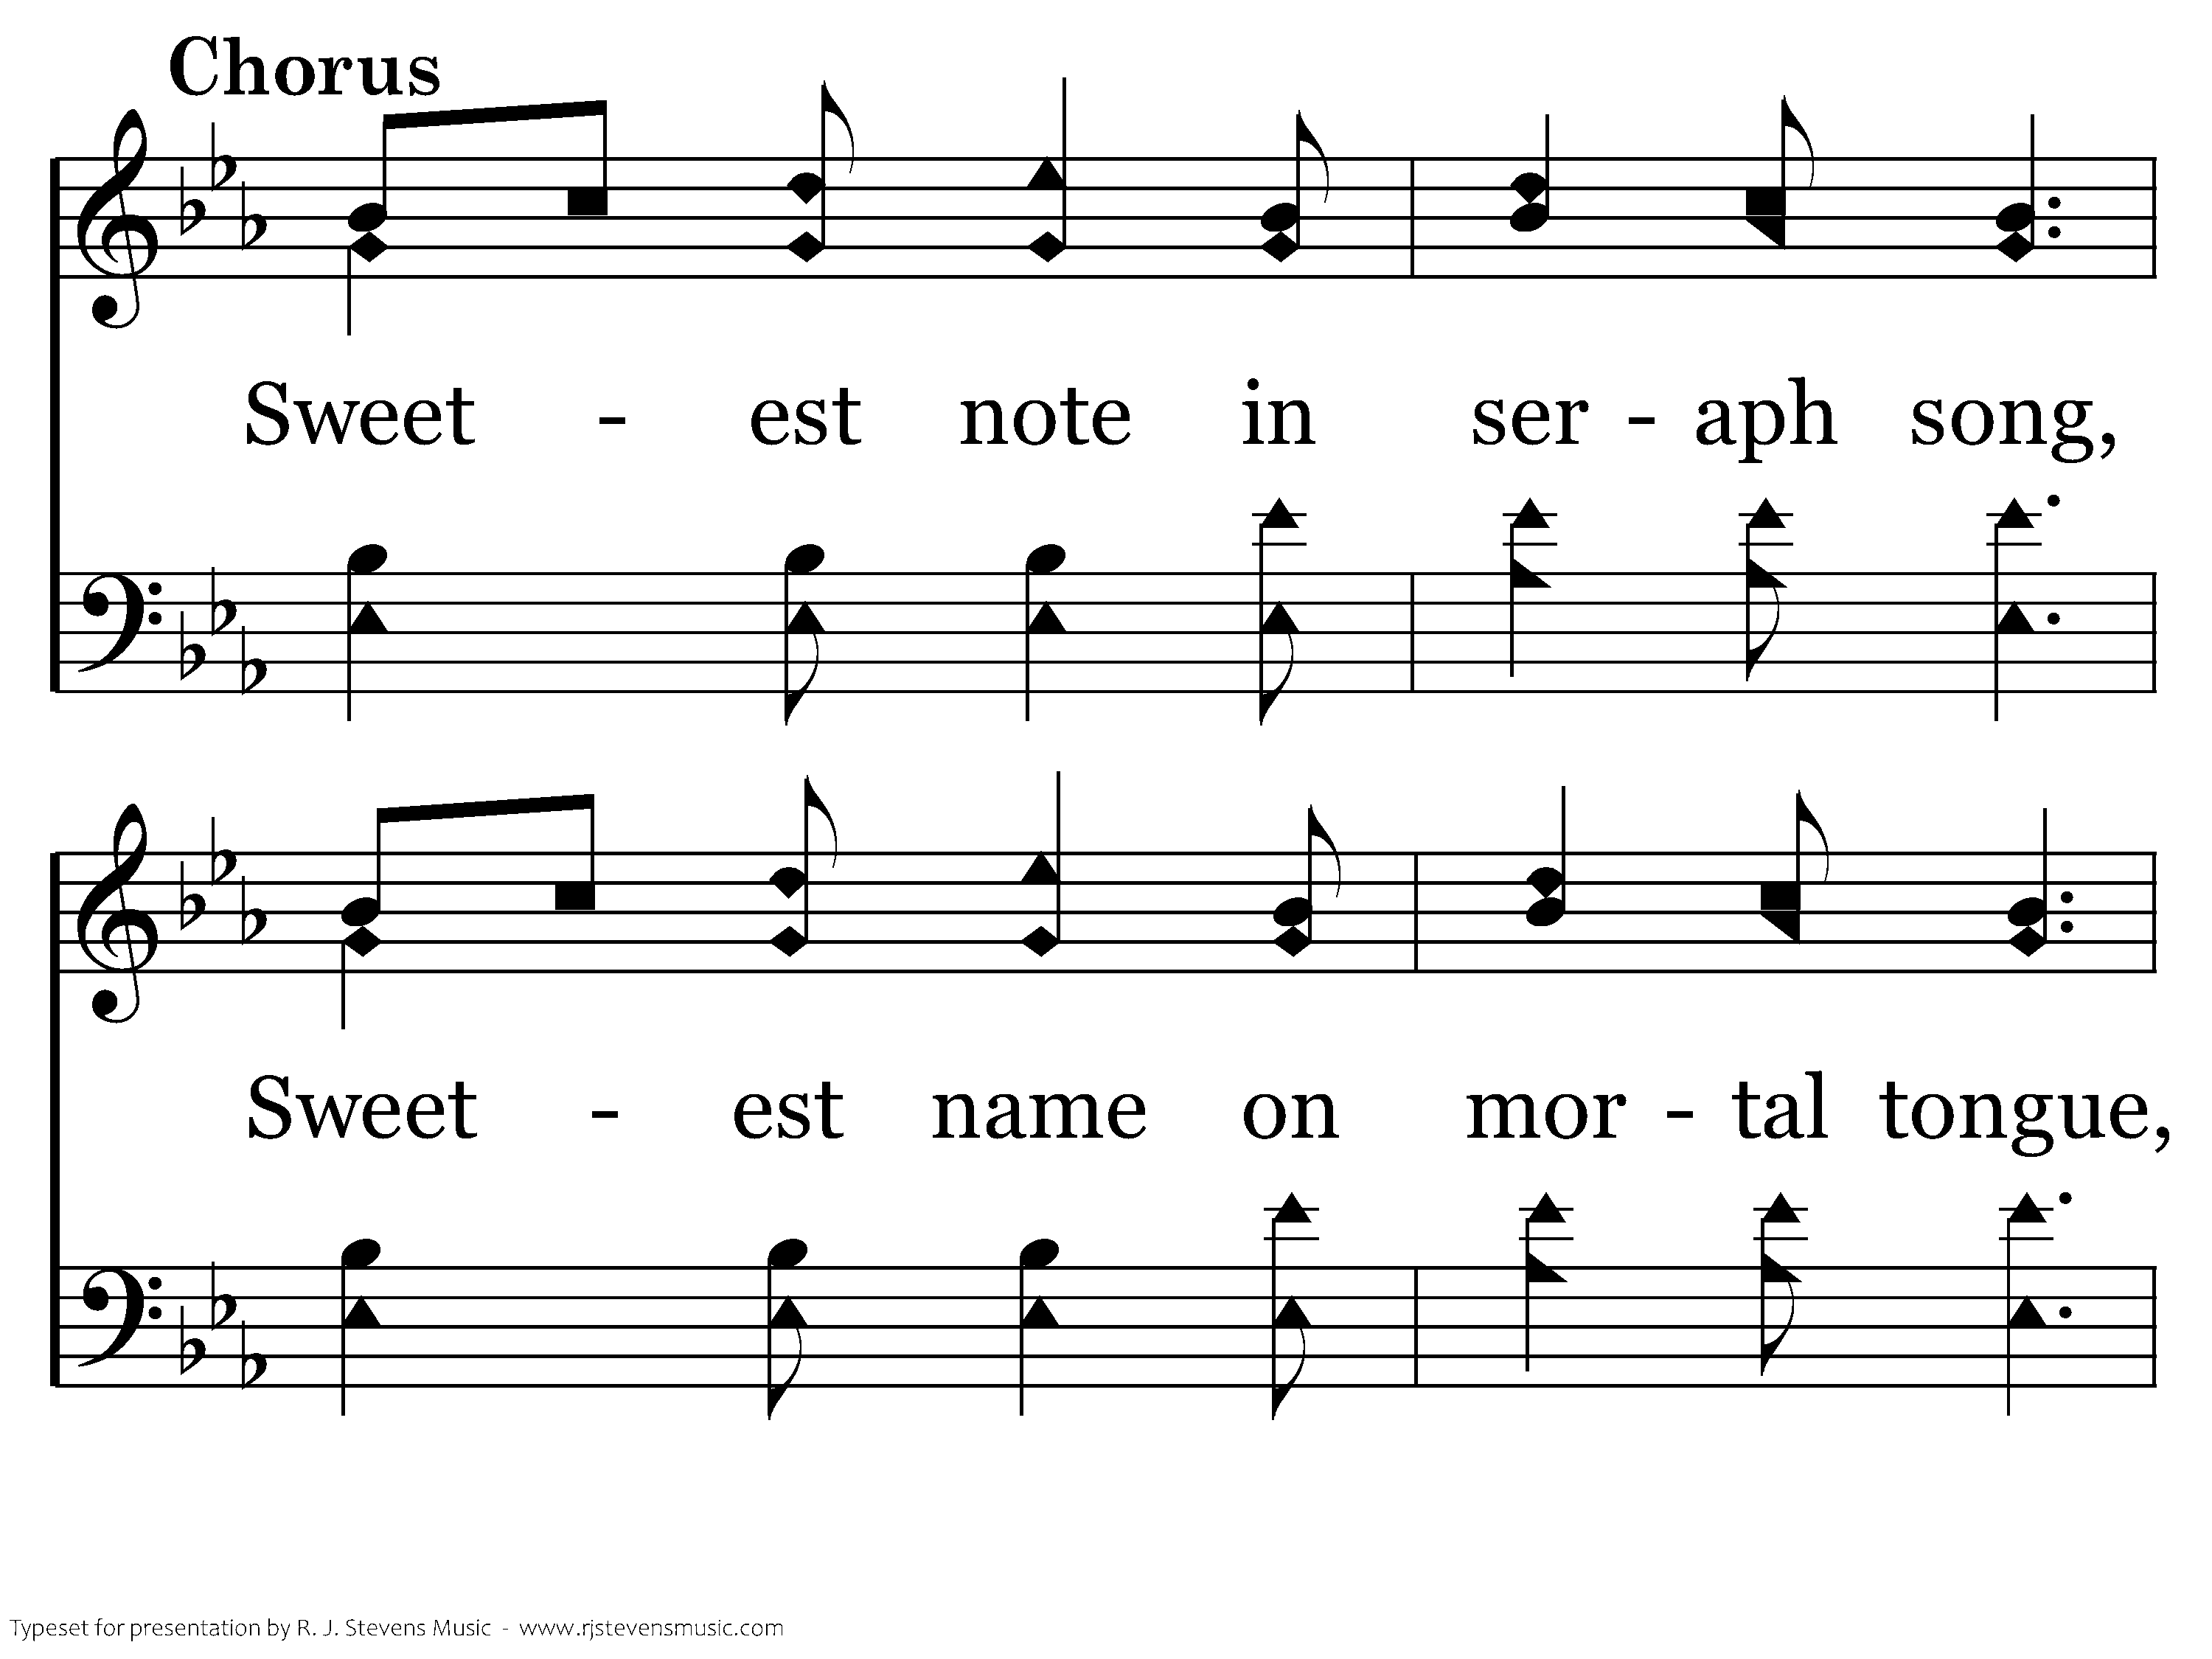 Chorus
Sweet - est note in ser - aph song,
Sweet - est name on mor - tal tongue,
Typeset for presentation by R. J. Stevens Music - www.rjstevensmusic.com